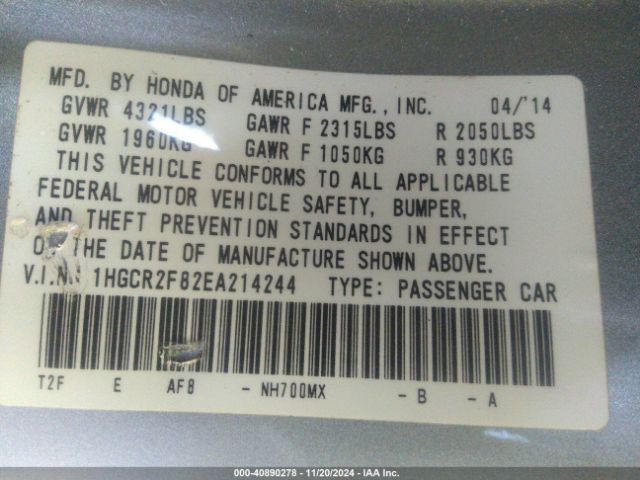 MFD. BY HONDA OF AMERICA MFG., INC. 04/'14
GVWR 4321LBS GAWR F 2315LBS R 2050LBS
GVWR 1960KG GAWR F 1050KG R 930KG
THIS VEHICLE CONFORMS TO ALL APPLICABLE
FEDERAL MOTOR VEHICLE SAFETY, BUMPER,
AND THEFT PREVENTION STANDARDS IN EFFECT
ON THE DATE OF MANUFACTURE SHOWN ABOVE.
V.I.N.: 1HGCR2F82EA214244 TYPE: PASSENGER CAR
T2F E AF8 - NH700MX - B - A
000-40890278 - 11/20/2024 - IAA Inc.